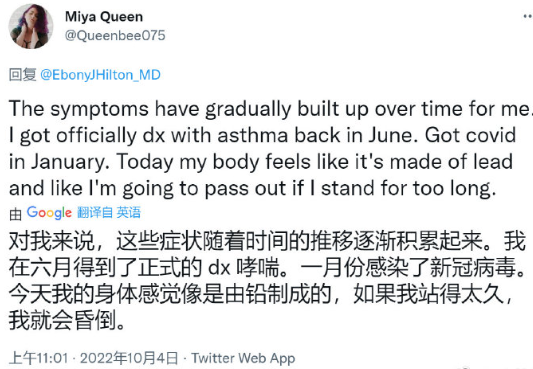 Miya Queen
@Queenbee075
回复 @EbonyJHilton_MD
The symptoms have gradually built up over time for me.
I got officially dx with asthma back in June. Got covid
in January. Today my body feels like it's made of lead
and like I'm going to pass out if I stand for too long.
由 Google 翻译自 英语
对我来说，这些症状随着时间的推移逐渐积累起来。我
在六月得到了正式的 dx 哮喘。一月份感染了新冠病毒。
今天我的身体感觉像是由铅制成的，如果我站得太久，
我就会昏倒。
上午11:01 · 2022年10月4日 · Twitter Web App